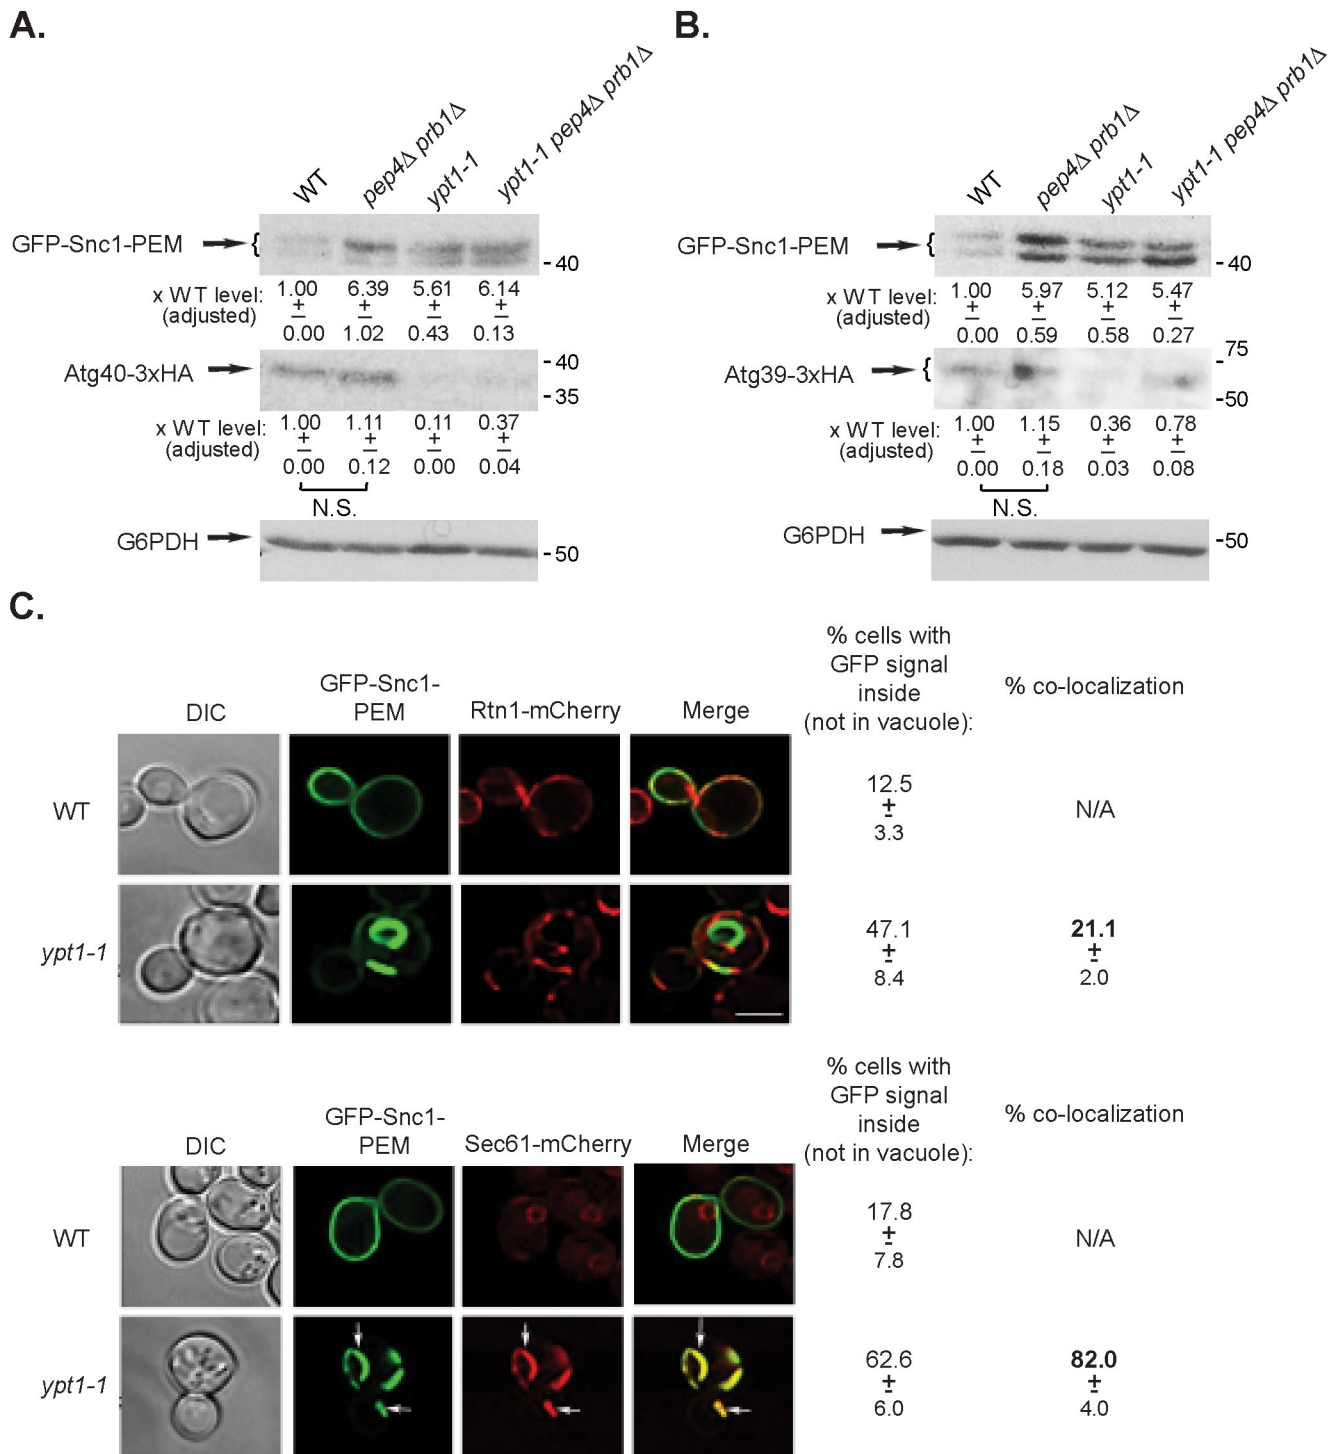 A.
WT
pep4Δ prb1Δ
ypt1-1
ypt1-1 pep4Δ prb1Δ
GFP-Snc1-PEM
{
- 40
x WT level: 1.00 6.39 5.61 6.14
(adjusted) ± ± ± ±
0.00 1.02 0.43 0.13
Atg40-3xHA
- 40
- 35
x WT level: 1.00 1.11 0.11 0.37
(adjusted) ± ± ± ±
0.00 0.12 0.00 0.04
N.S.
G6PDH
- 50
B.
WT
pep4Δ prb1Δ
ypt1-1
ypt1-1 pep4Δ prb1Δ
GFP-Snc1-PEM
{
- 40
x WT level: 1.00 5.97 5.12 5.47
(adjusted) ± ± ± ±
0.00 0.59 0.58 0.27
Atg39-3xHA
{
- 75
- 50
x WT level: 1.00 1.15 0.36 0.78
(adjusted) ± ± ± ±
0.00 0.18 0.03 0.08
N.S.
G6PDH
- 50
C.
DIC
GFP-Snc1-
PEM
Rtn1-mCherry
Merge
% cells with
GFP signal
inside
(not in vacuole):
% co-localization
WT
12.5
±
3.3
N/A
ypt1-1
47.1
±
8.4
21.1
±
2.0
DIC
GFP-Snc1-
PEM
Sec61-mCherry
Merge
% cells with
GFP signal
inside
(not in vacuole):
% co-localization
WT
17.8
±
7.8
N/A
ypt1-1
62.6
±
6.0
82.0
±
4.0